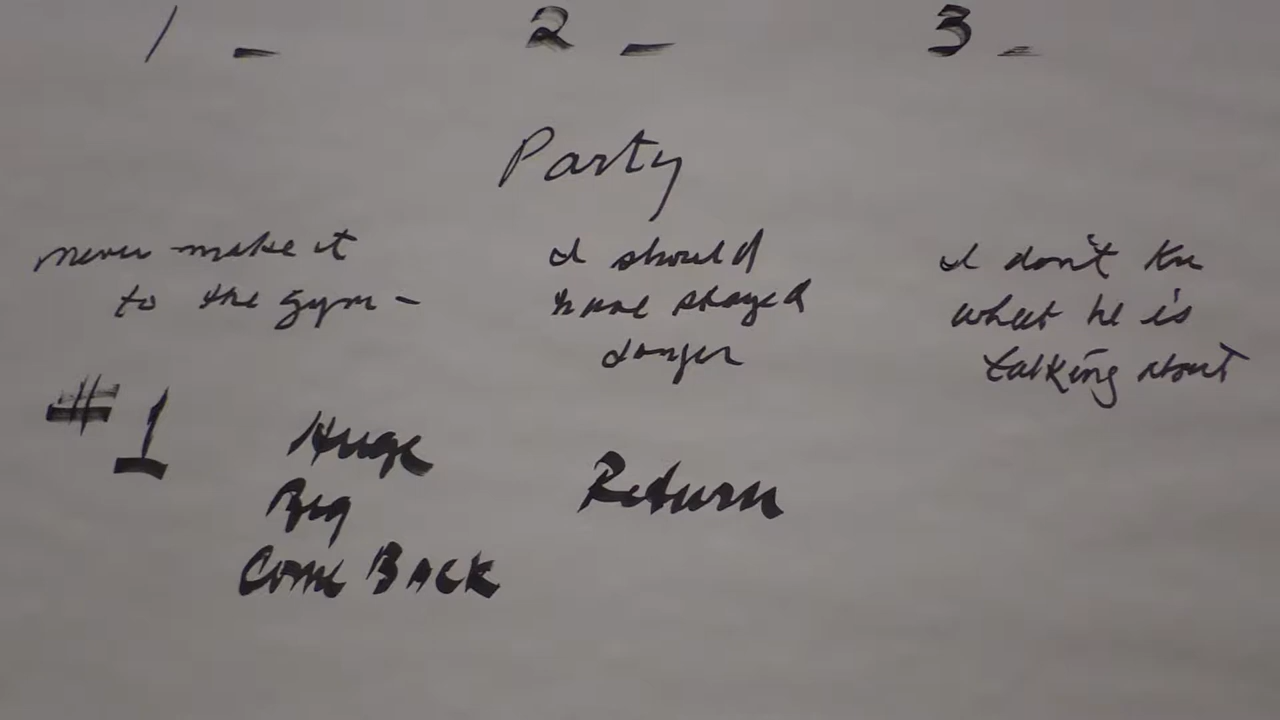 1 - 2 - 3 -
Party
never make it
to the gym -
I should
have stayed
longer
I don't
what he is
talking about
#1
Huge
Big
Come Back
Return